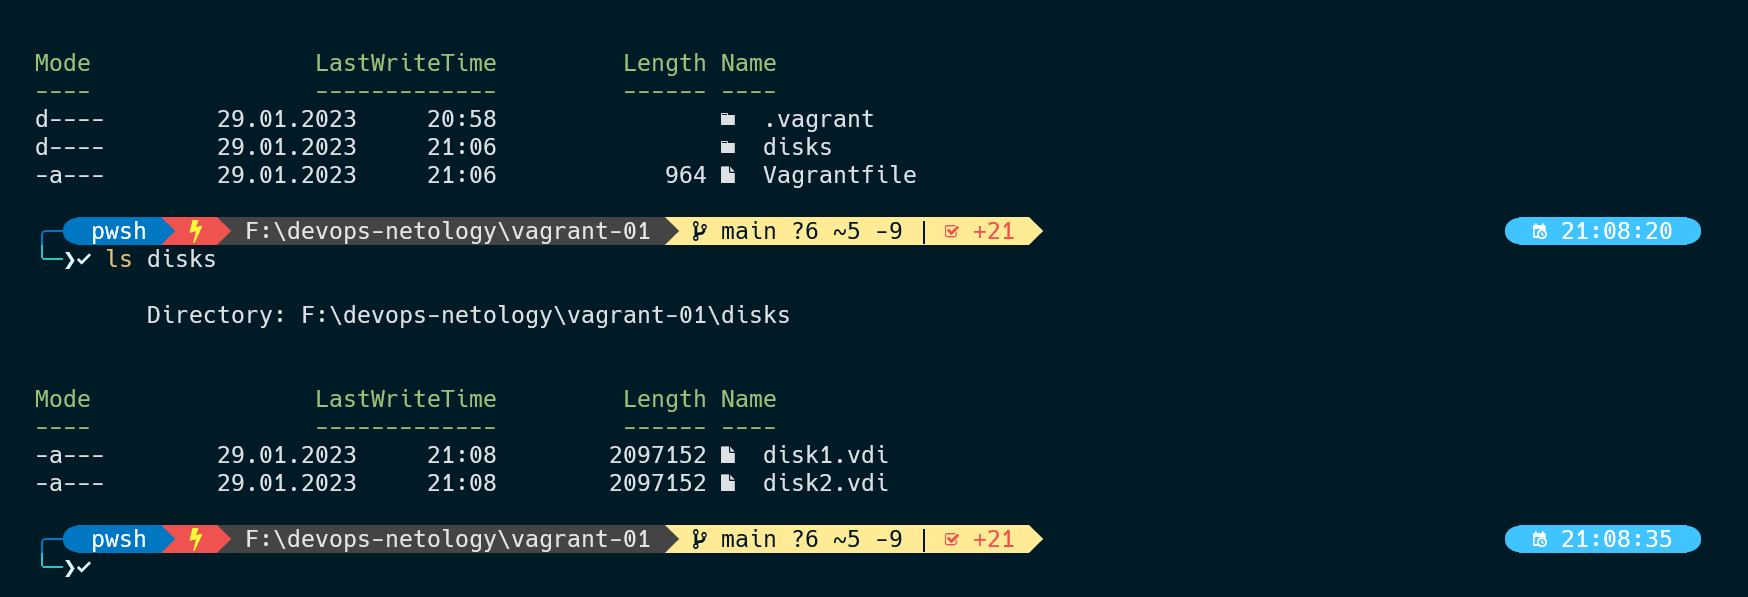 Mode                LastWriteTime         Length Name
----                -------------         ------ ----
d----        29.01.2023     20:58                .vagrant
d----        29.01.2023     21:06                disks
-a---        29.01.2023     21:06            964 Vagrantfile
pwsh F:\devops-netology\vagrant-01 main ?6 ~5 -9 | +21 21:08:20
❯✓ ls disks
Directory: F:\devops-netology\vagrant-01\disks
Mode                LastWriteTime         Length Name
----                -------------         ------ ----
-a---        29.01.2023     21:08        2097152 disk1.vdi
-a---        29.01.2023     21:08        2097152 disk2.vdi
pwsh F:\devops-netology\vagrant-01 main ?6 ~5 -9 | +21 21:08:35
❯✓